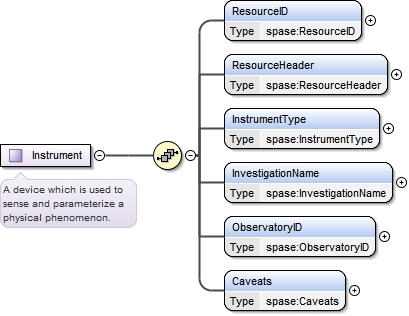 ResourceID
Type spase:ResourceID
ResourceHeader
Type spase:ResourceHeader
InstrumentType
Type spase:InstrumentType
Instrument
A device which is used to
sense and parameterize a
physical phenomenon.
InvestigationName
Type spase:InvestigationName
ObservatoryID
Type spase:ObservatoryID
Caveats
Type spase:Caveats